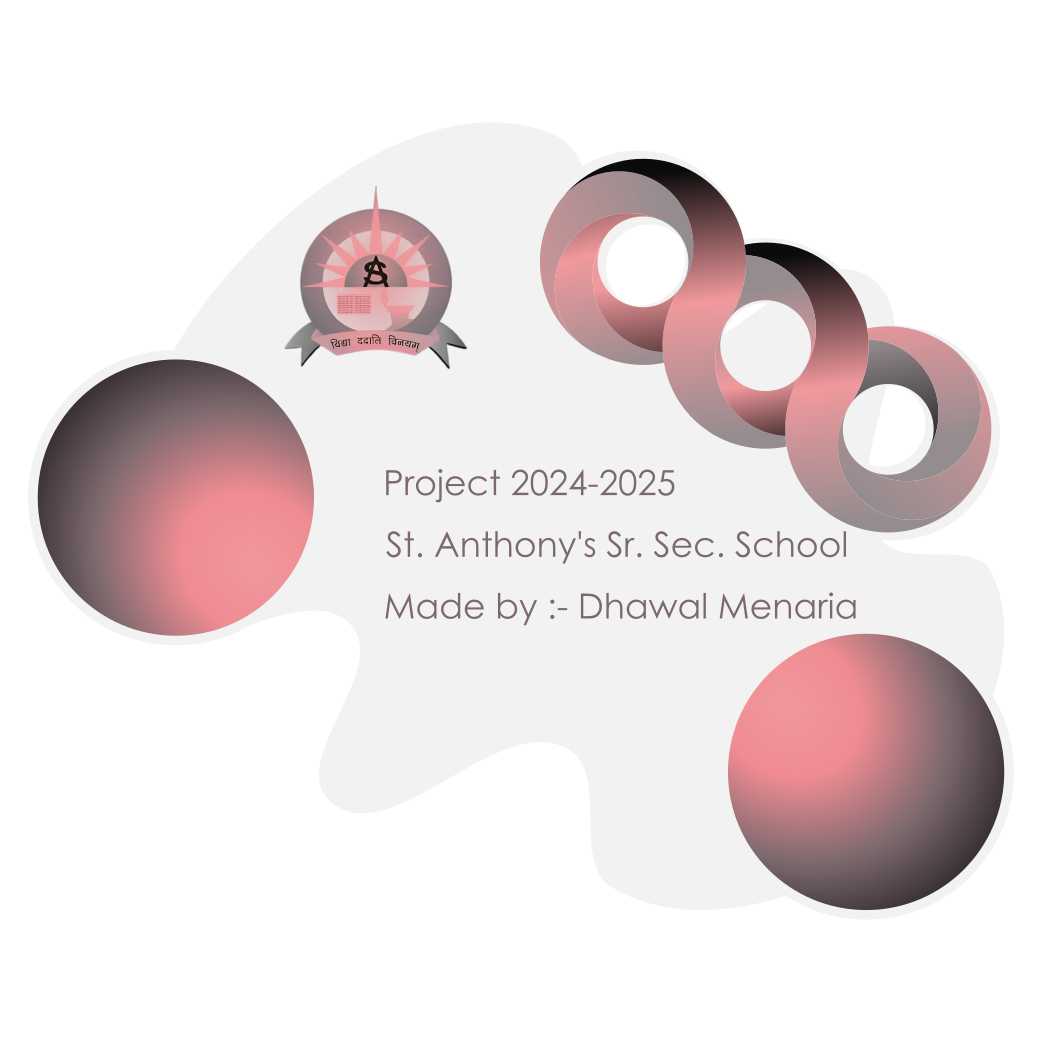 विद्या ददाति विनयम्
Project 2024-2025
St. Anthony's Sr. Sec. School
Made by :- Dhawal Menaria